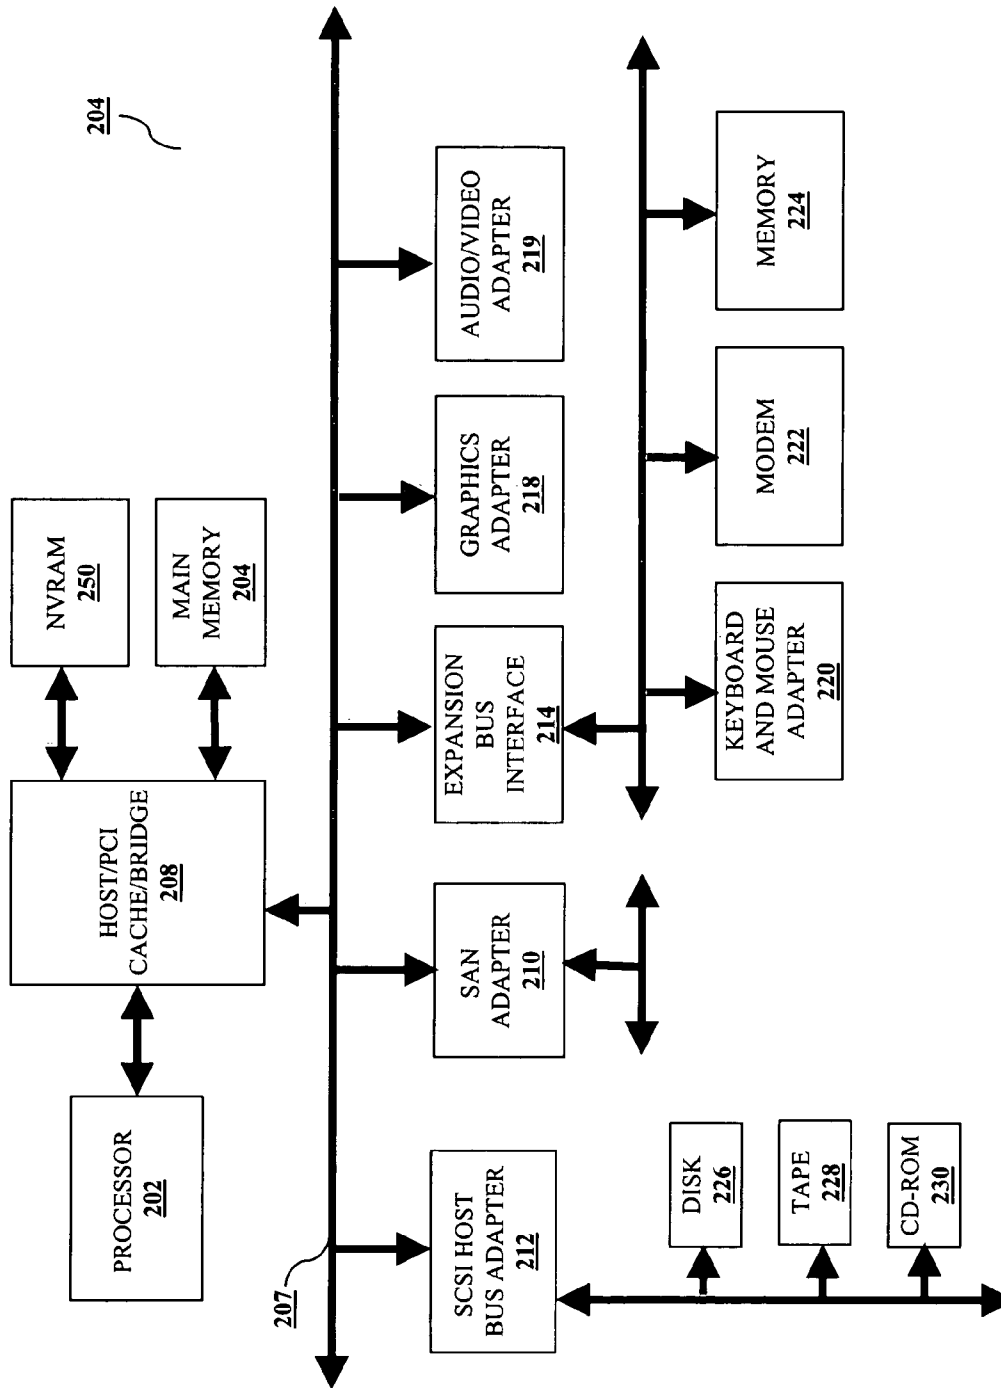 204
PROCESSOR
202
HOST/PCI
CACHE/BRIDGE
208
NVRAM
250
MAIN
MEMORY
204
207
SCSI HOST
BUS ADAPTER
212
SAN
ADAPTER
210
EXPANSION
BUS
INTERFACE
214
GRAPHICS
ADAPTER
218
AUDIO/VIDEO
ADAPTER
219
DISK
226
TAPE
228
CD-ROM
230
KEYBOARD
AND MOUSE
ADAPTER
220
MODEM
222
MEMORY
224